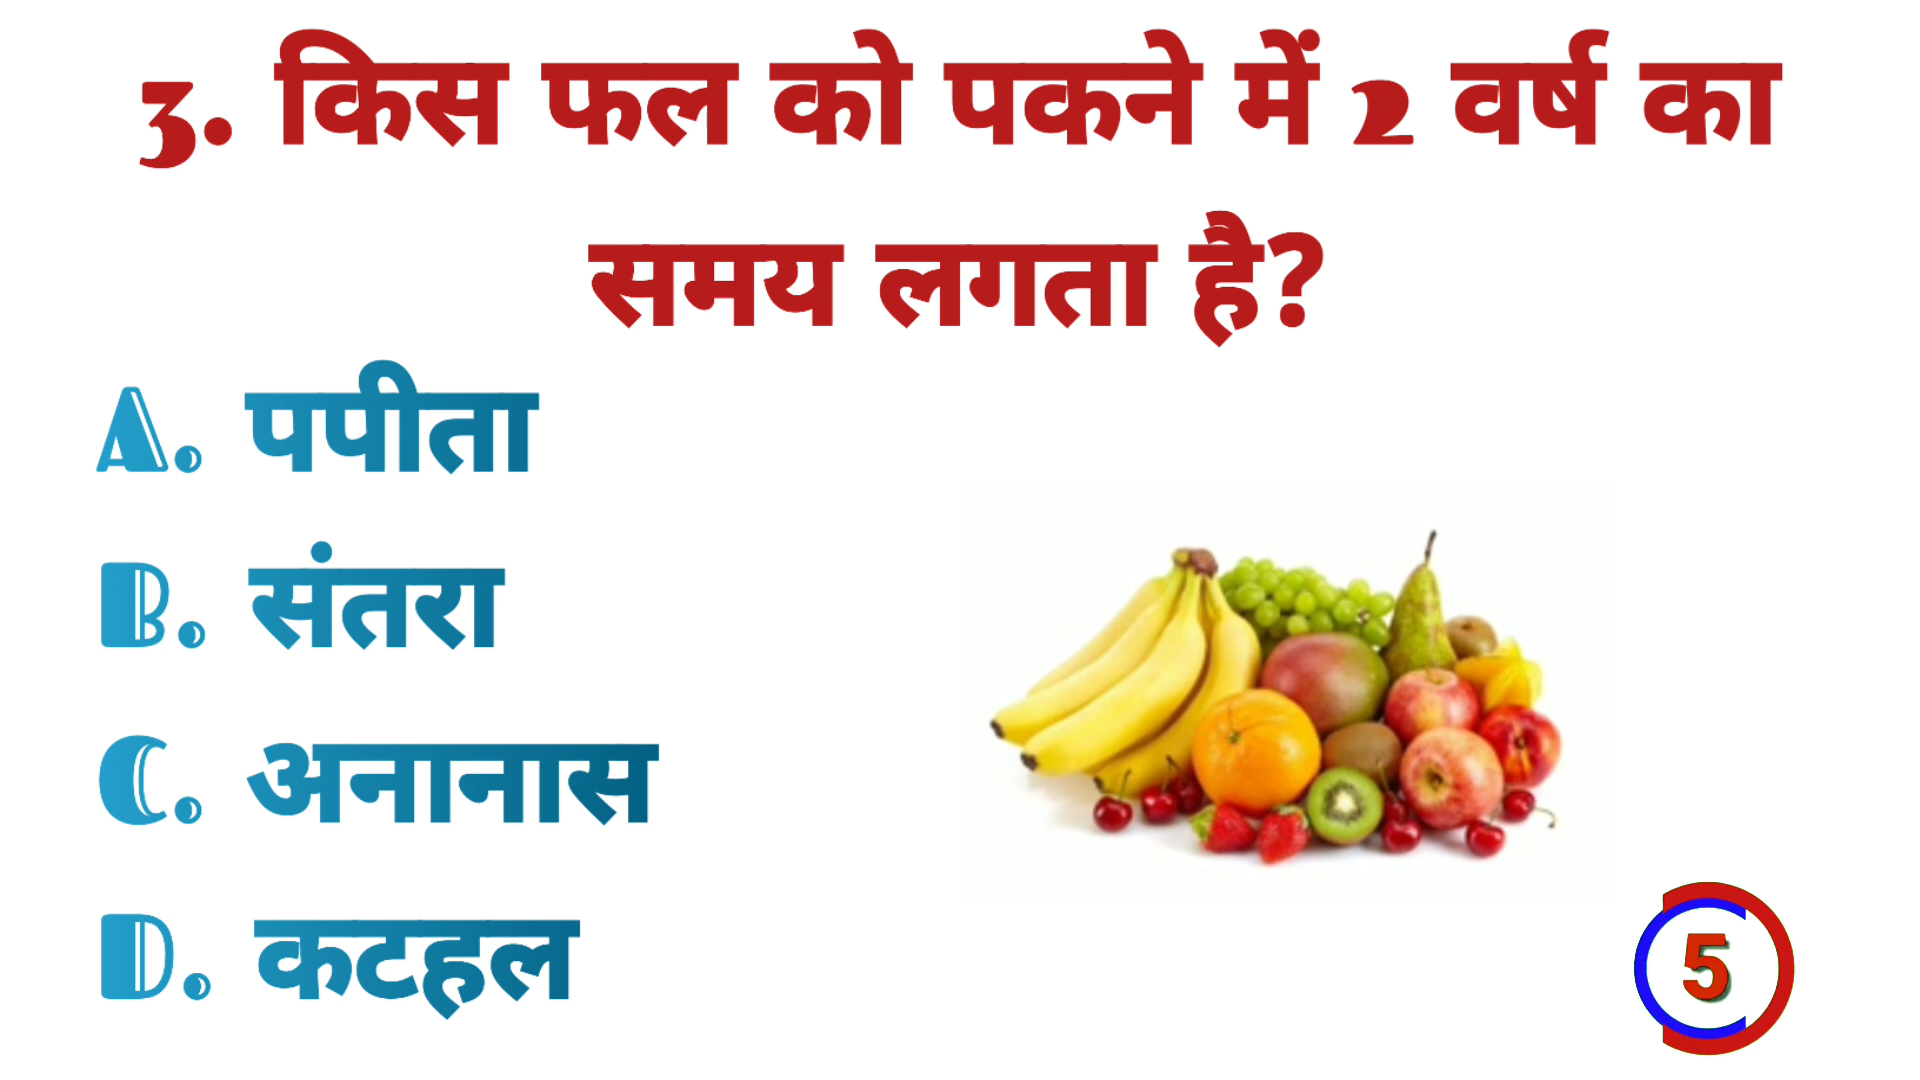 3. किस फल को पकने में 2 वर्ष का
समय लगता है?
A. पपीता
B. संतरा
C. अनानास
D. कटहल
5